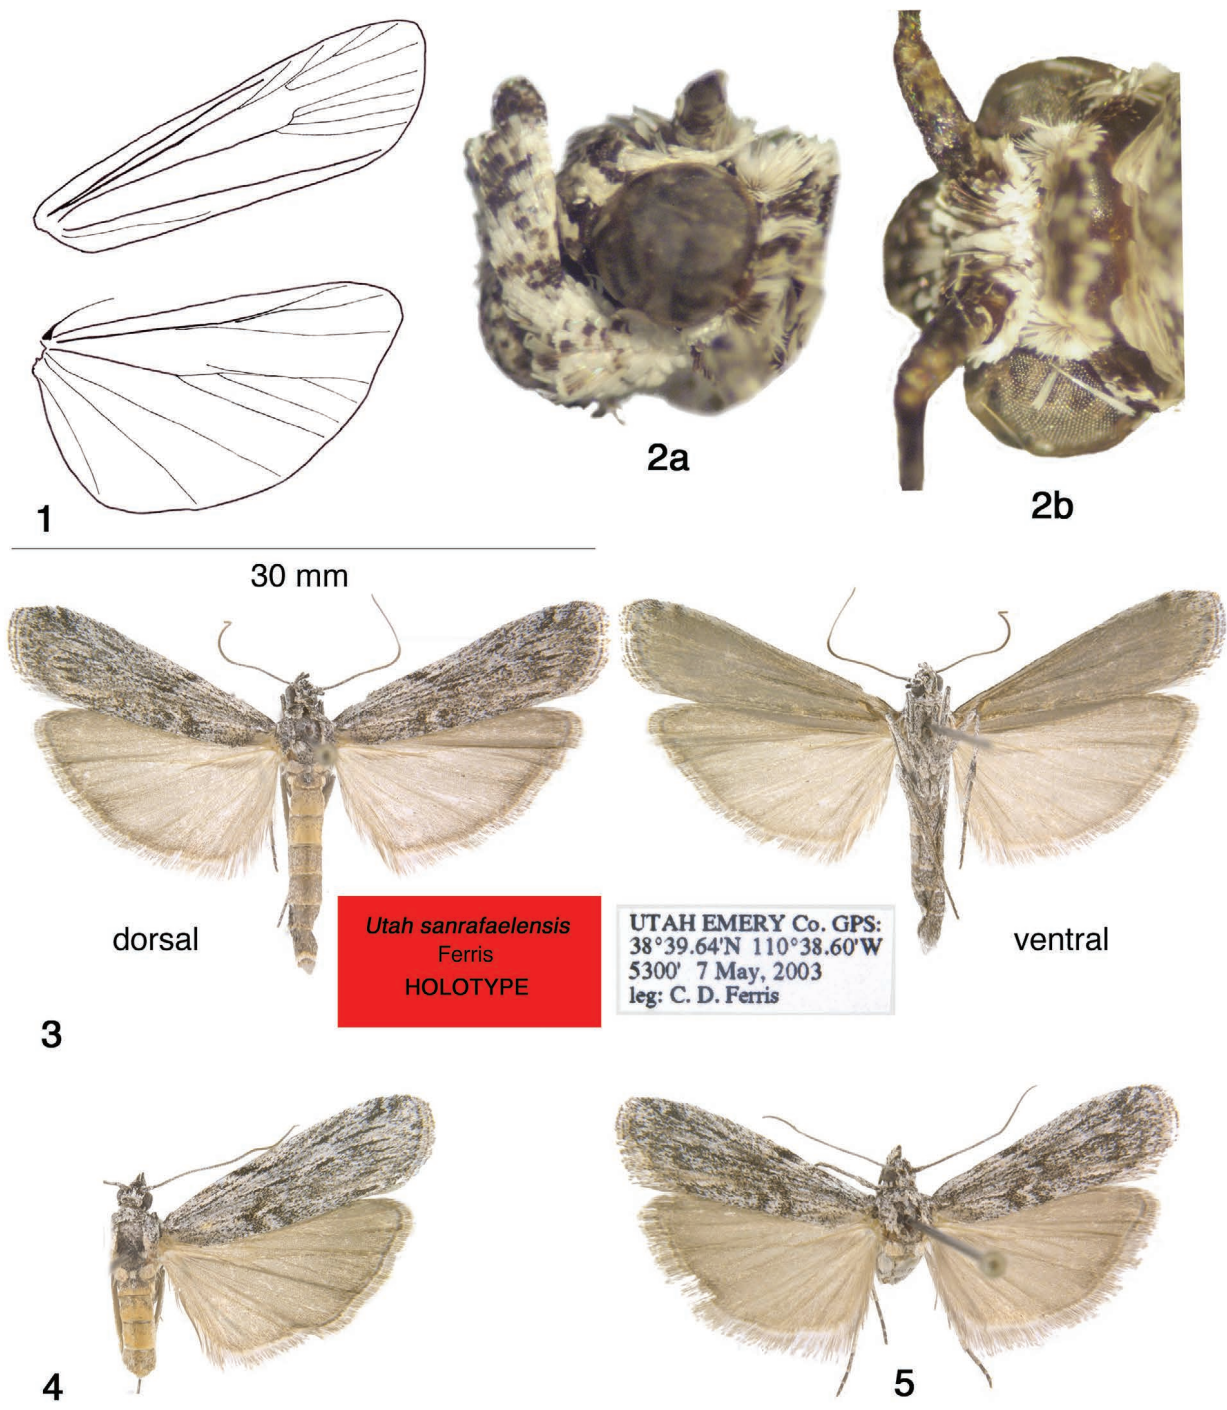 1
2a
2b
30 mm
dorsal
Utah sanrafaelensis
Ferris
HOLOTYPE
UTAH EMERY Co. GPS:
38°39.64'N 110°38.60'W
5300' 7 May, 2003
leg: C. D. Ferris
ventral
3
4
5